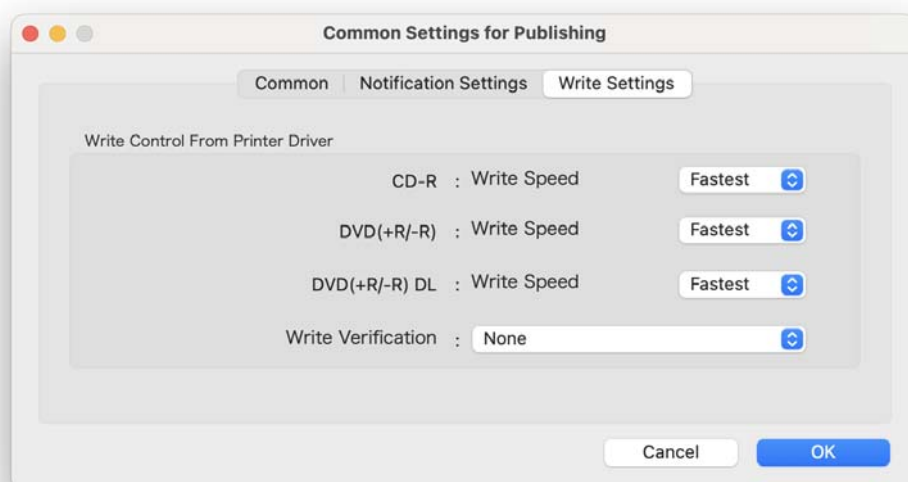 Common Settings for Publishing
Common Notification Settings Write Settings
Write Control From Printer Driver
CD-R : Write Speed Fastest
DVD(+R/-R) : Write Speed Fastest
DVD(+R/-R) DL : Write Speed Fastest
Write Verification : None
Cancel OK